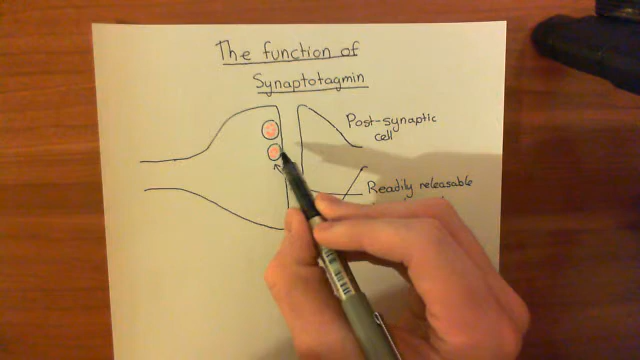 The function of
Synaptotagmin
Post-synaptic
cell
Readily releasable